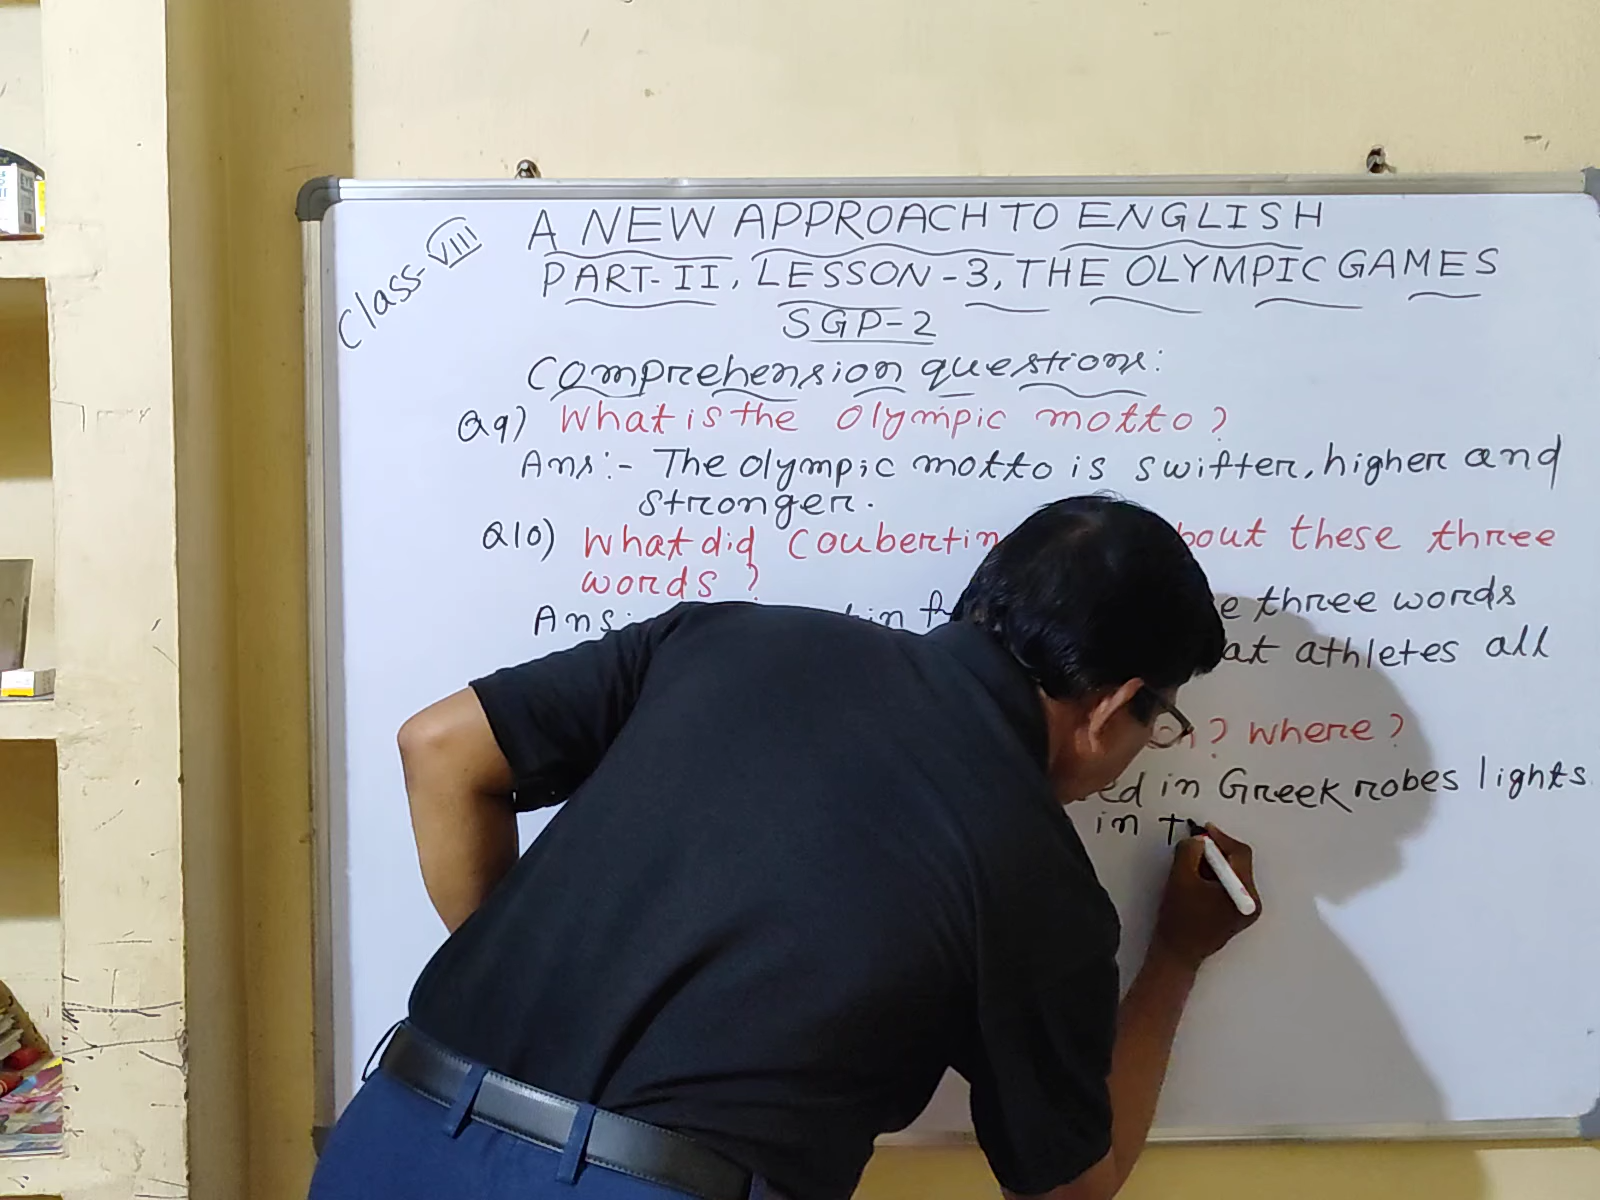 Class-VIII
A NEW APPROACH TO ENGLISH
PART-II, LESSON-3, THE OLYMPIC GAMES
SGP-2
Comprehension questions:
Q9) What is the Olympic motto?
Ans:- The Olympic motto is swifter, higher and
stronger.
Q10) What did Coubertin these three
words?
Ans three words
athletes all
? Where?
in Greek robes lights
in